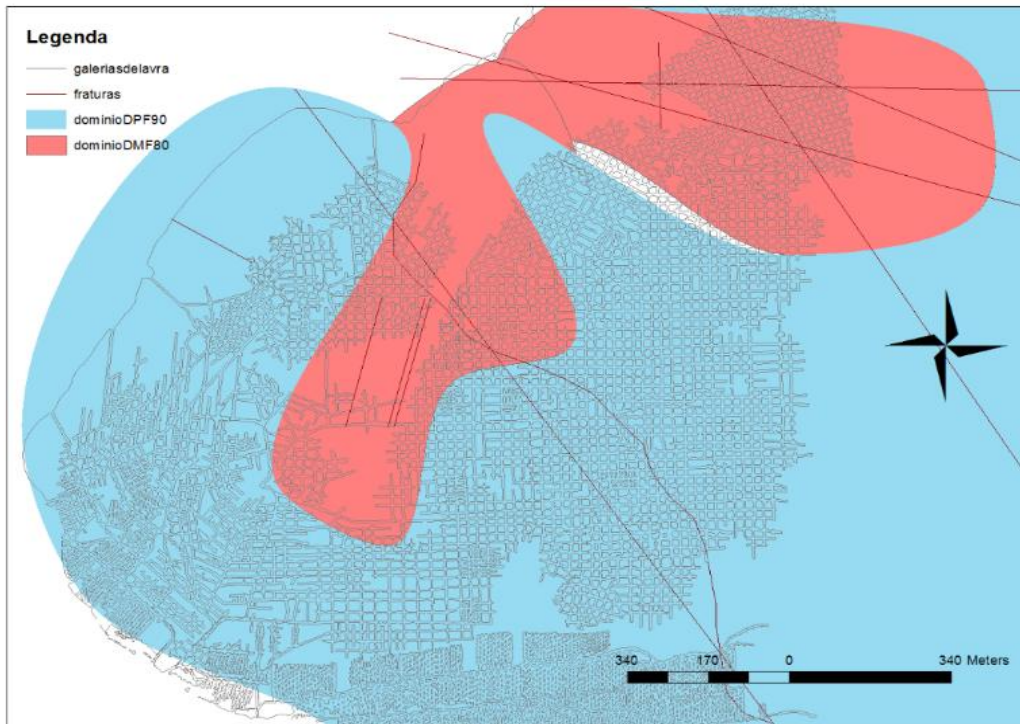 Legenda
galeriasdelavra
fraturas
dominioDPF90
dominioDMF80
340 170 0 340 Meters